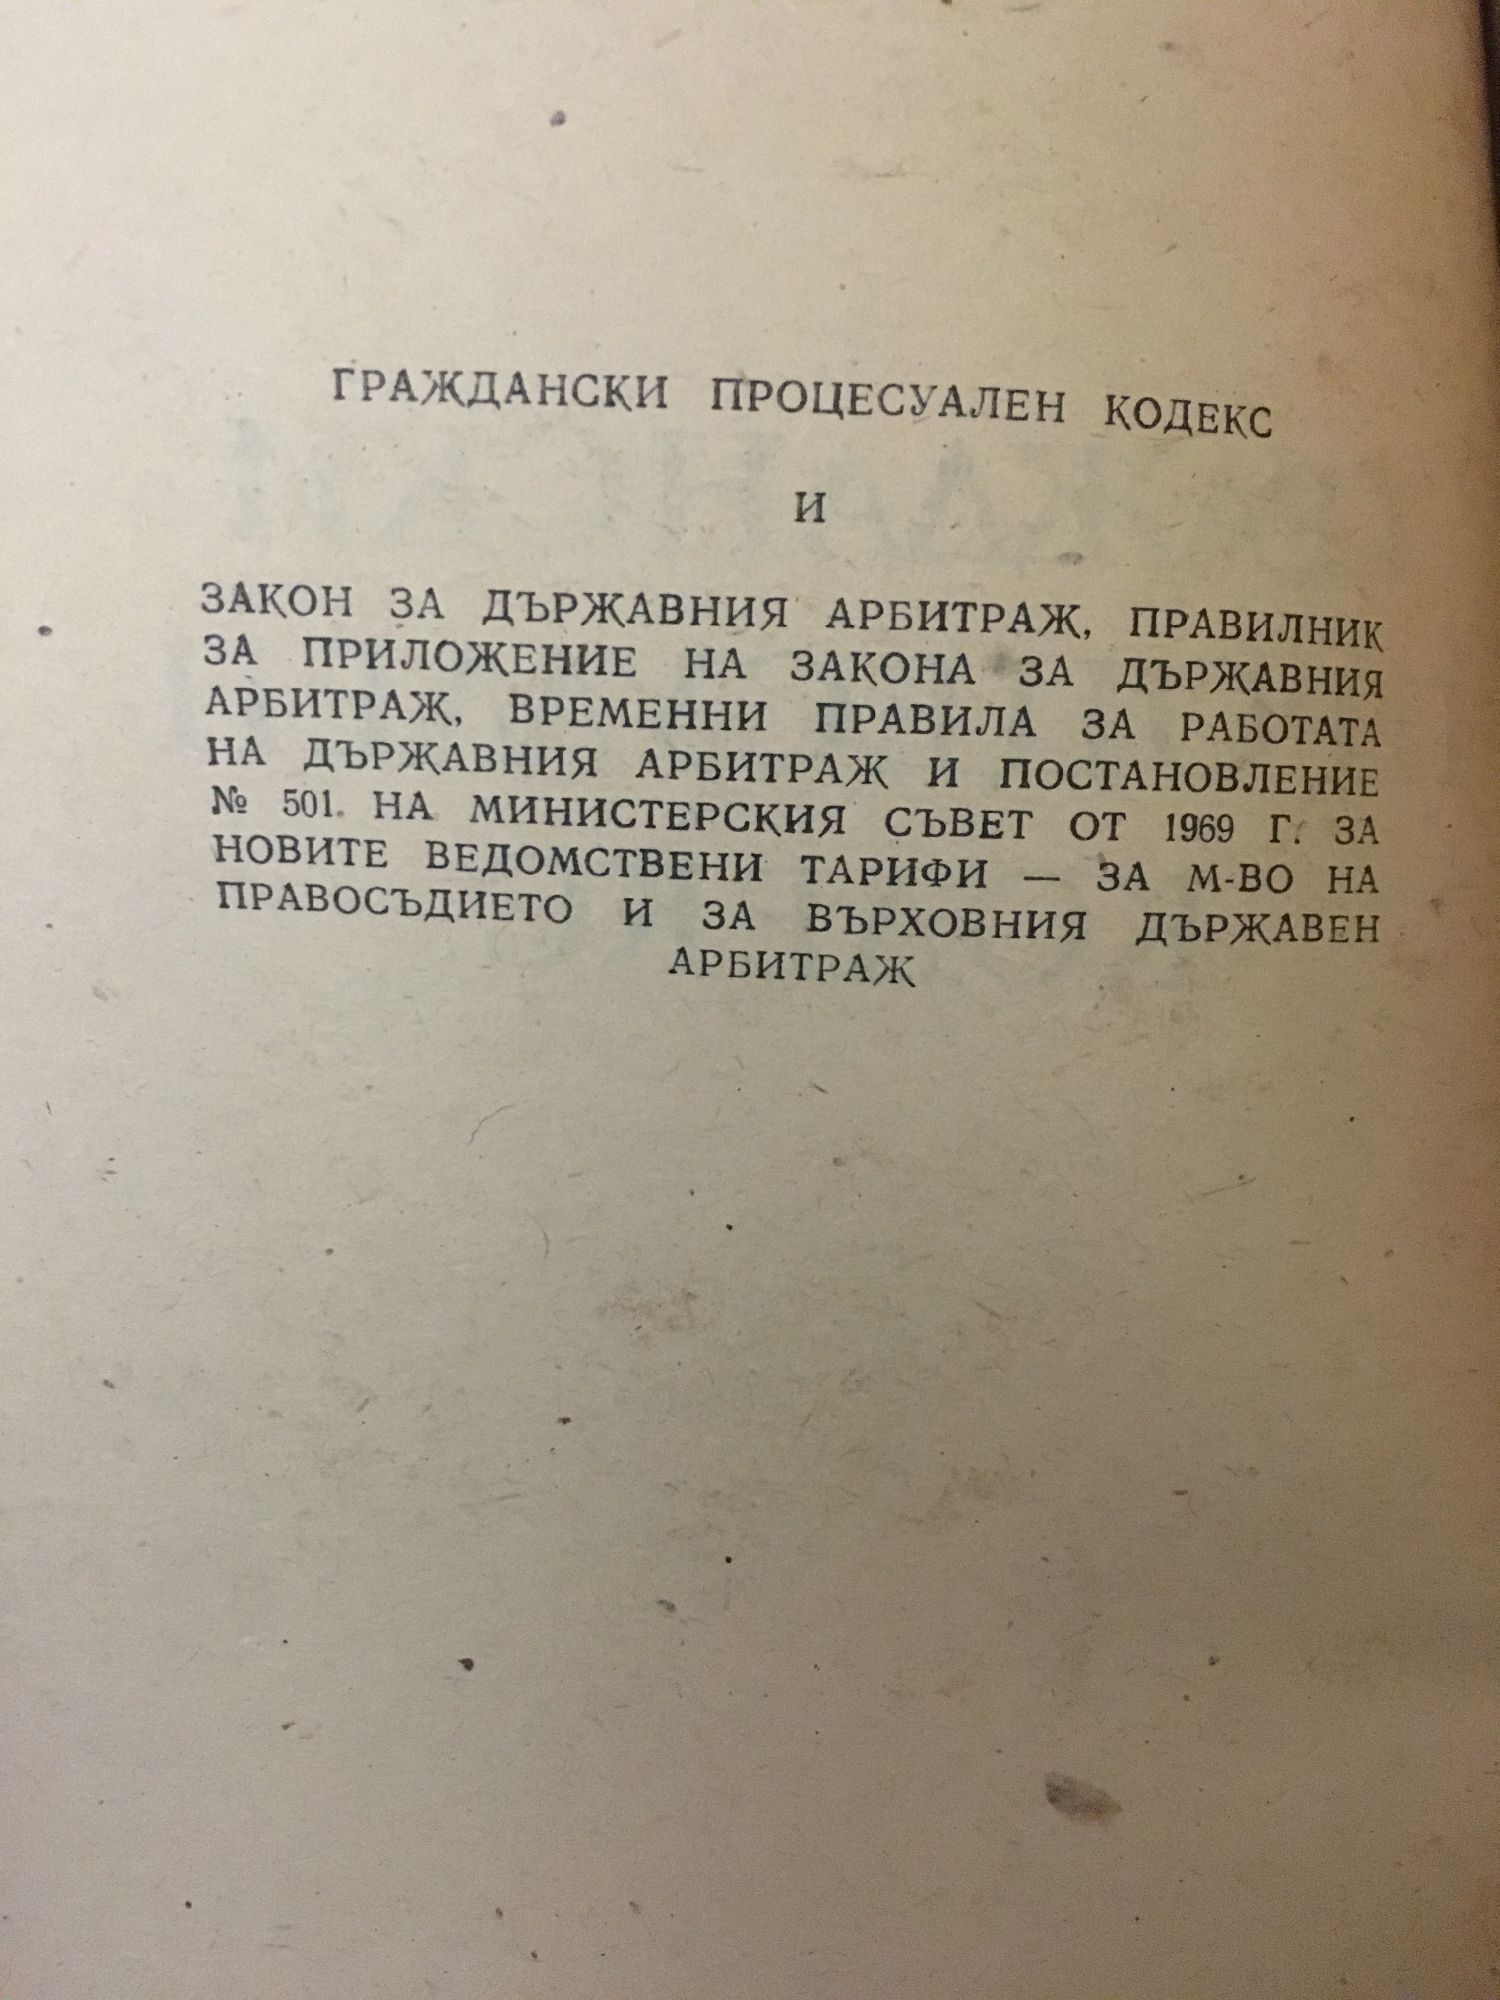 ГРАЖДАНСКИ ПРОЦЕСУАЛЕН КОДЕКС
И
ЗАКОН ЗА ДЪРЖАВНИЯ АРБИТРАЖ, ПРАВИЛНИК
ЗА ПРИЛОЖЕНИЕ НА ЗАКОНА ЗА ДЪРЖАВНИЯ
АРБИТРАЖ, ВРЕМЕННИ ПРАВИЛА ЗА РАБОТАТА
НА ДЪРЖАВНИЯ АРБИТРАЖ И ПОСТАНОВЛЕНИЕ
№ 501 НА МИНИСТЕРСКИЯ СЪВЕТ ОТ 1969 Г. ЗА
НОВИТЕ ВЕДОМСТВЕНИ ТАРИФИ — ЗА М-ВО НА
ПРАВОСЪДИЕТО И ЗА ВЪРХОВНИЯ ДЪРЖАВЕН
АРБИТРАЖ